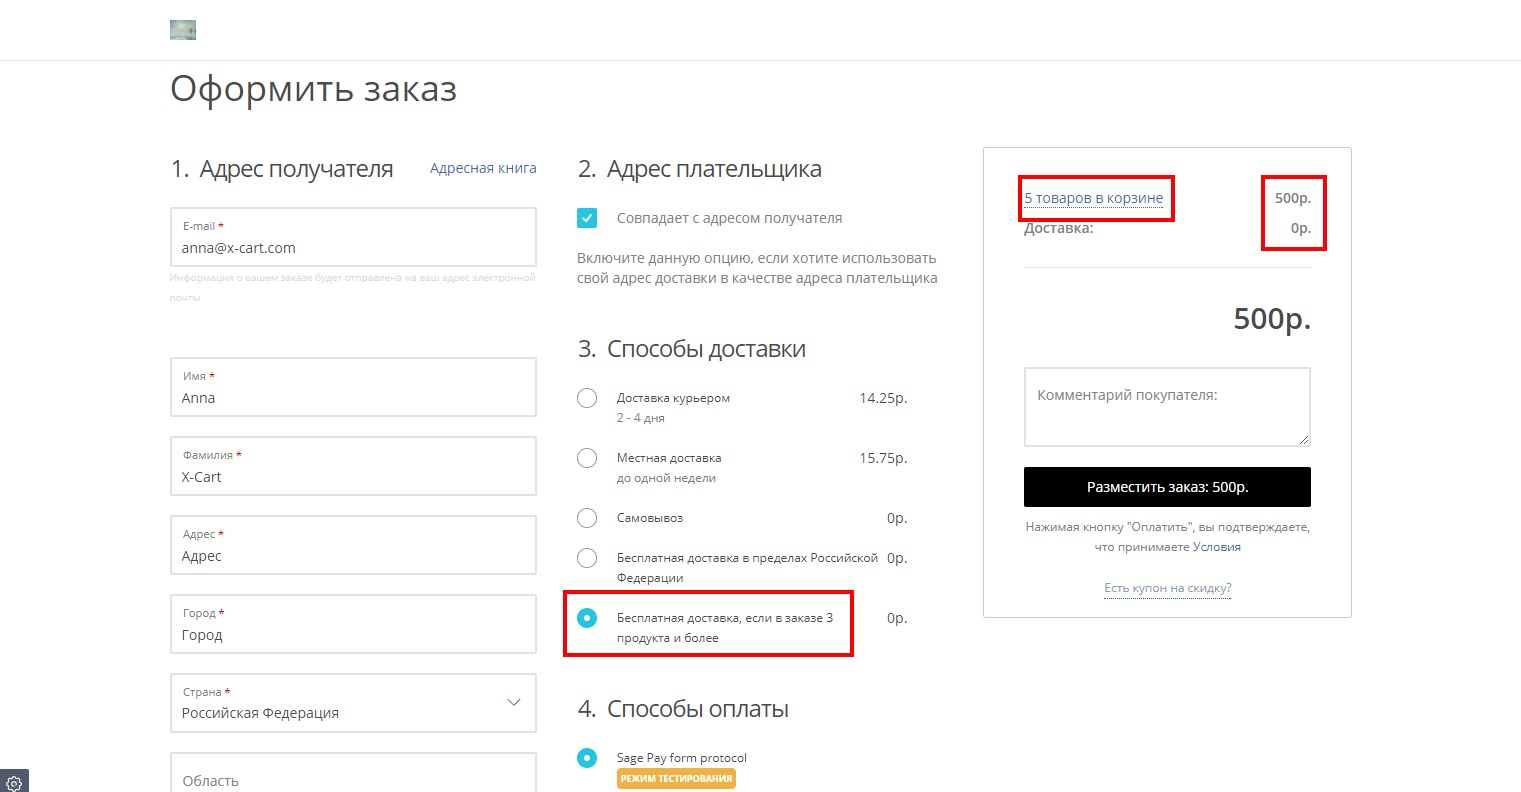 Оформить заказ
1. Адрес получателя
Адресная книга
E-mail *
anna@x-cart.com
Информация о вашем заказе будет отправлена на ваш адрес электронной
почты
Имя *
Anna
Фамилия *
X-Cart
Адрес *
Адрес
Город *
Город
Страна *
Российская Федерация
Область
2. Адрес плательщика
Совпадает с адресом получателя
Включите данную опцию, если хотите использовать
свой адрес доставки в качестве адреса плательщика
3. Способы доставки
Доставка курьером 14.25р.
2 - 4 дня
Местная доставка 15.75р.
до одной недели
Самовывоз 0р.
Бесплатная доставка в пределах Российской 0р.
Федерации
Бесплатная доставка, если в заказе 3 0р.
продукта и более
4. Способы оплаты
Sage Pay form protocol
РЕЖИМ ТЕСТИРОВАНИЯ
5 товаров в корзине 500р.
Доставка: 0р.
500р.
Комментарий покупателя:
Разместить заказ: 500р.
Нажимая кнопку "Оплатить", вы подтверждаете,
что принимаете Условия
Есть купон на скидку?